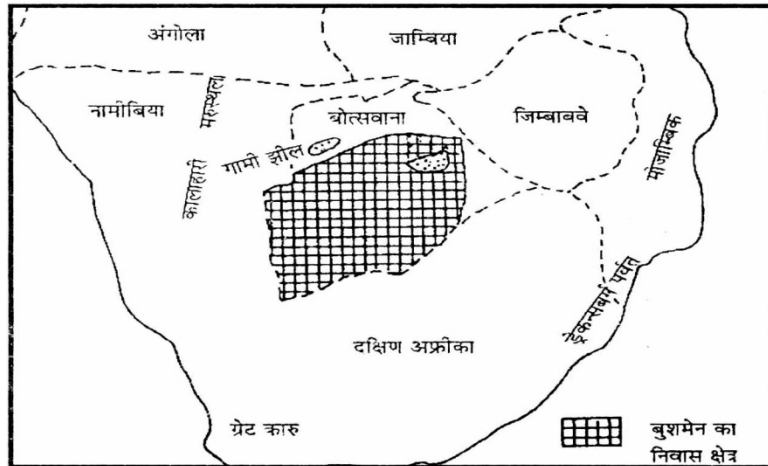 अंगोला
जाम्बिया
नामीबिया
मरुस्थल
बोत्सवाना
जिम्बाबवे
गामी झील
कालाहारी
मोजाम्बिक
ड्रेकन्सबर्ग पर्वत
दक्षिण अफ्रीका
ग्रेट कारु
बुशमेन का
निवास क्षेत्र